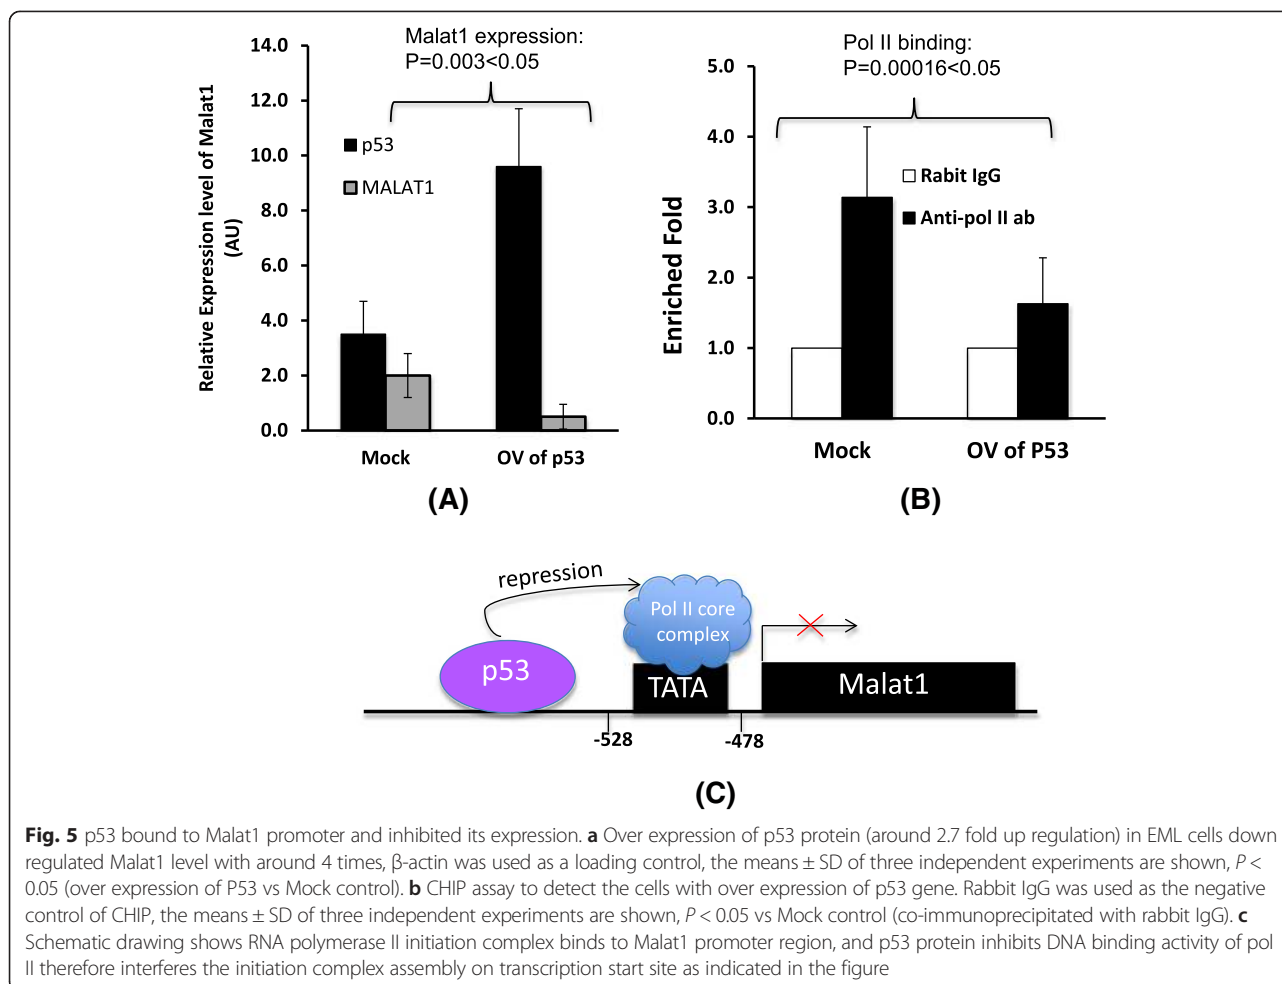 Malat1 expression:
P=0.003<0.05
Relative Expression level of Malat1
(AU)
14.0
12.0
10.0
8.0
6.0
4.0
2.0
0.0
p53
MALAT1
Mock
OV of p53
(A)
Pol II binding:
P=0.00016<0.05
Enriched Fold
5.0
4.0
3.0
2.0
1.0
0.0
Rabit IgG
Anti-pol II ab
Mock
OV of P53
(B)
repression
Pol II core
complex
p53
TATA
Malat1
-528
-478
(C)
Fig. 5 p53 bound to Malat1 promoter and inhibited its expression. a Over expression of p53 protein (around 2.7 fold up regulation) in EML cells down
regulated Malat1 level with around 4 times, β-actin was used as a loading control, the means ± SD of three independent experiments are shown, P <
0.05 (over expression of P53 vs Mock control). b CHIP assay to detect the cells with over expression of p53 gene. Rabbit IgG was used as the negative
control of CHIP, the means ± SD of three independent experiments are shown, P < 0.05 vs Mock control (co-immunoprecipitated with rabbit IgG). c
Schematic drawing shows RNA polymerase II initiation complex binds to Malat1 promoter region, and p53 protein inhibits DNA binding activity of pol
II therefore interferes the initiation complex assembly on transcription start site as indicated in the figure